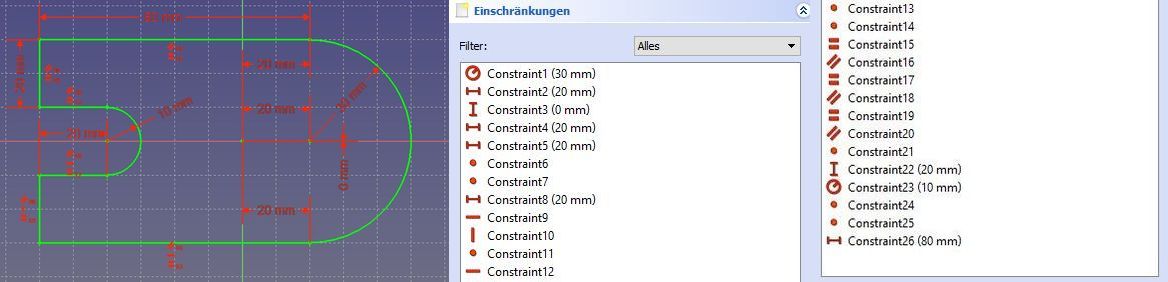 80 mm
20 mm
20 mm
20 mm
10 mm
30 mm
20 mm
0 mm
20 mm
Einschränkungen
Filter:
Alles
Constraint1 (30 mm)
Constraint2 (20 mm)
Constraint3 (0 mm)
Constraint4 (20 mm)
Constraint5 (20 mm)
Constraint6
Constraint7
Constraint8 (20 mm)
Constraint9
Constraint10
Constraint11
Constraint12
Constraint13
Constraint14
Constraint15
Constraint16
Constraint17
Constraint18
Constraint19
Constraint20
Constraint21
Constraint22 (20 mm)
Constraint23 (10 mm)
Constraint24
Constraint25
Constraint26 (80 mm)